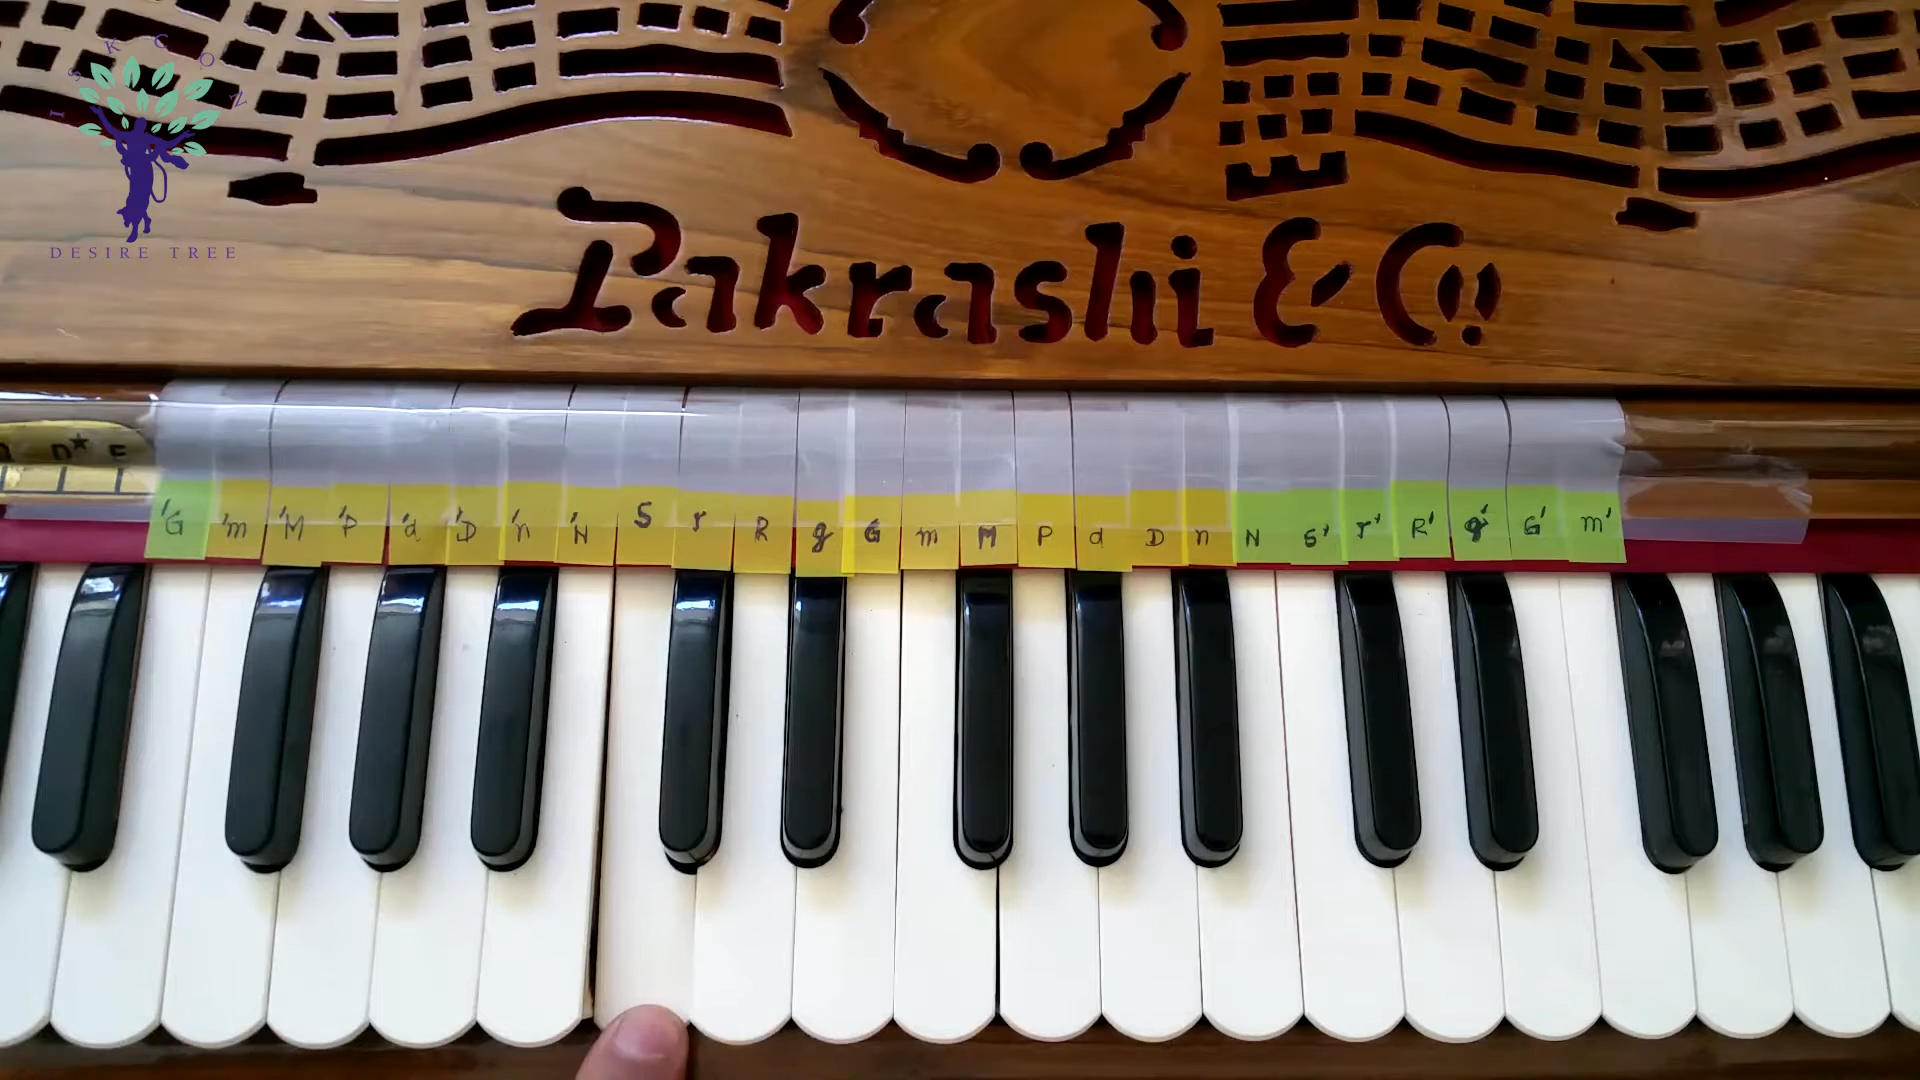 ISKCON
DESIRE TREE
Pakrashi & Co.
D* E
'G 'm 'M 'P 'd 'D 'n 'N S r R g G m M P d D n N S' r' R' g' G' m'